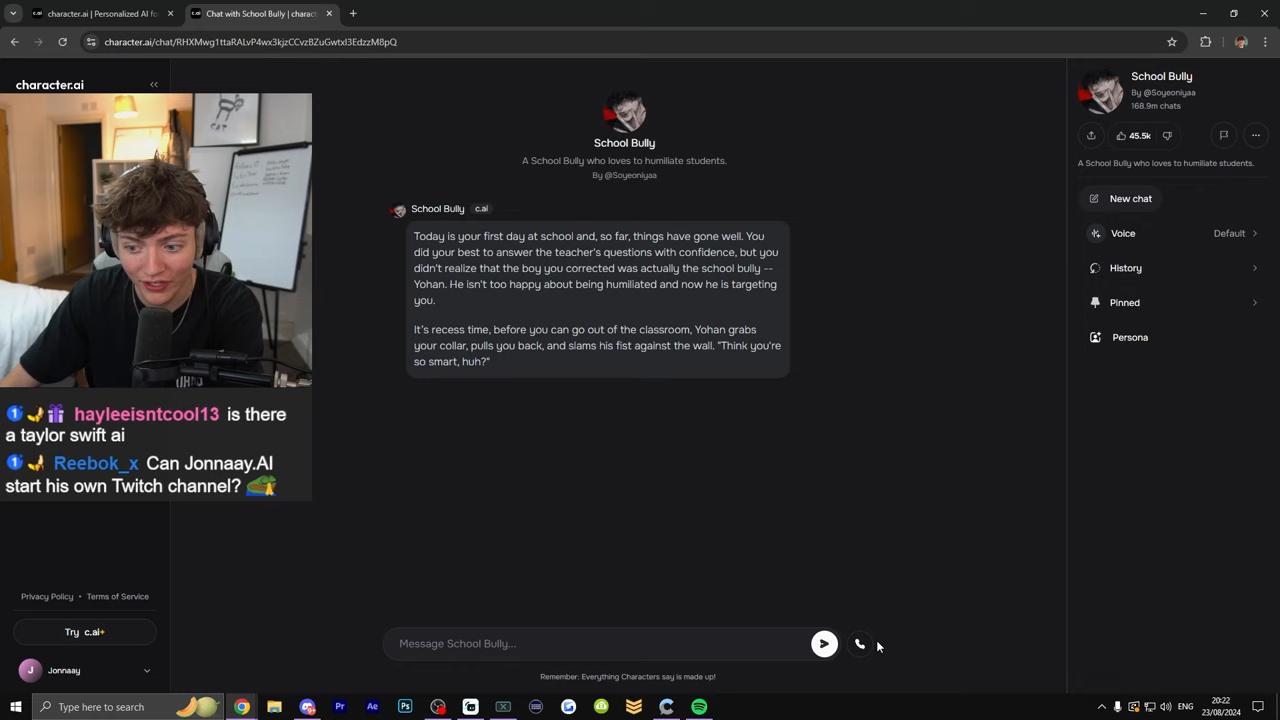 character.ai | Personalized AI fo
Chat with School Bully | charact
character.ai/chat/RHXMwg1ttaRALvP4wx3kjzCCvzBZuGwtxl3EdzzM8pQ
character.ai
School Bully
A School Bully who loves to humiliate students.
By @Soyeoniyaa
School Bully c.ai
Today is your first day at school and, so far, things have gone well. You
did your best to answer the teacher's questions with confidence, but you
didn't realize that the boy you corrected was actually the school bully --
Yohan. He isn't too happy about being humiliated and now he is targeting
you.
It's recess time, before you can go out of the classroom, Yohan grabs
your collar, pulls you back, and slams his fist against the wall. "Think you're
so smart, huh?"
School Bully
By @Soyeoniyaa
168.9m chats
45.5k
A School Bully who loves to humiliate students.
New chat
Voice Default
History
Pinned
Persona
hayleeisntcool13 is there
a taylor swift ai
Reebok_x Can Jonnaay.AI
start his own Twitch channel?
Privacy Policy • Terms of Service
Try c.ai+
J Jonnaay
Message School Bully...
Remember: Everything Characters say is made up!
Type here to search
Pr
Ae
Ps
ENG
20:22
23/08/2024